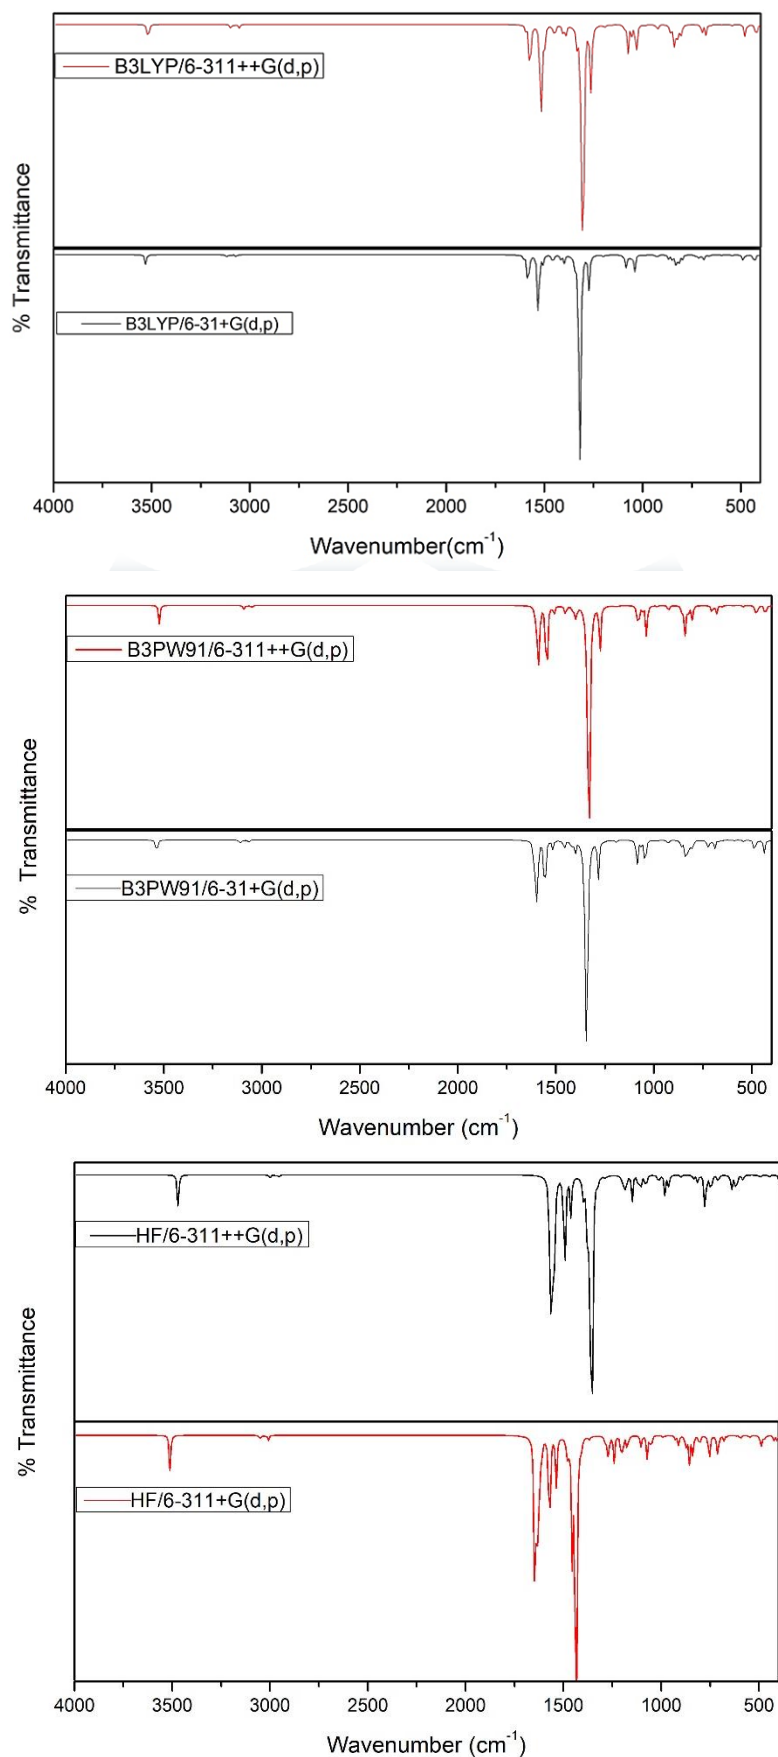 B3LYP/6-311++G(d,p)
B3LYP/6-31+G(d,p)
% Transmittance
4000 3500 3000 2500 2000 1500 1000 500
Wavenumber(cm-1)
B3PW91/6-311++G(d,p)
B3PW91/6-31+G(d,p)
% Transmittance
4000 3500 3000 2500 2000 1500 1000 500
Wavenumber (cm-1)
HF/6-311++G(d,p)
HF/6-311+G(d,p)
% Transmittance
4000 3500 3000 2500 2000 1500 1000 500
Wavenumber (cm-1)